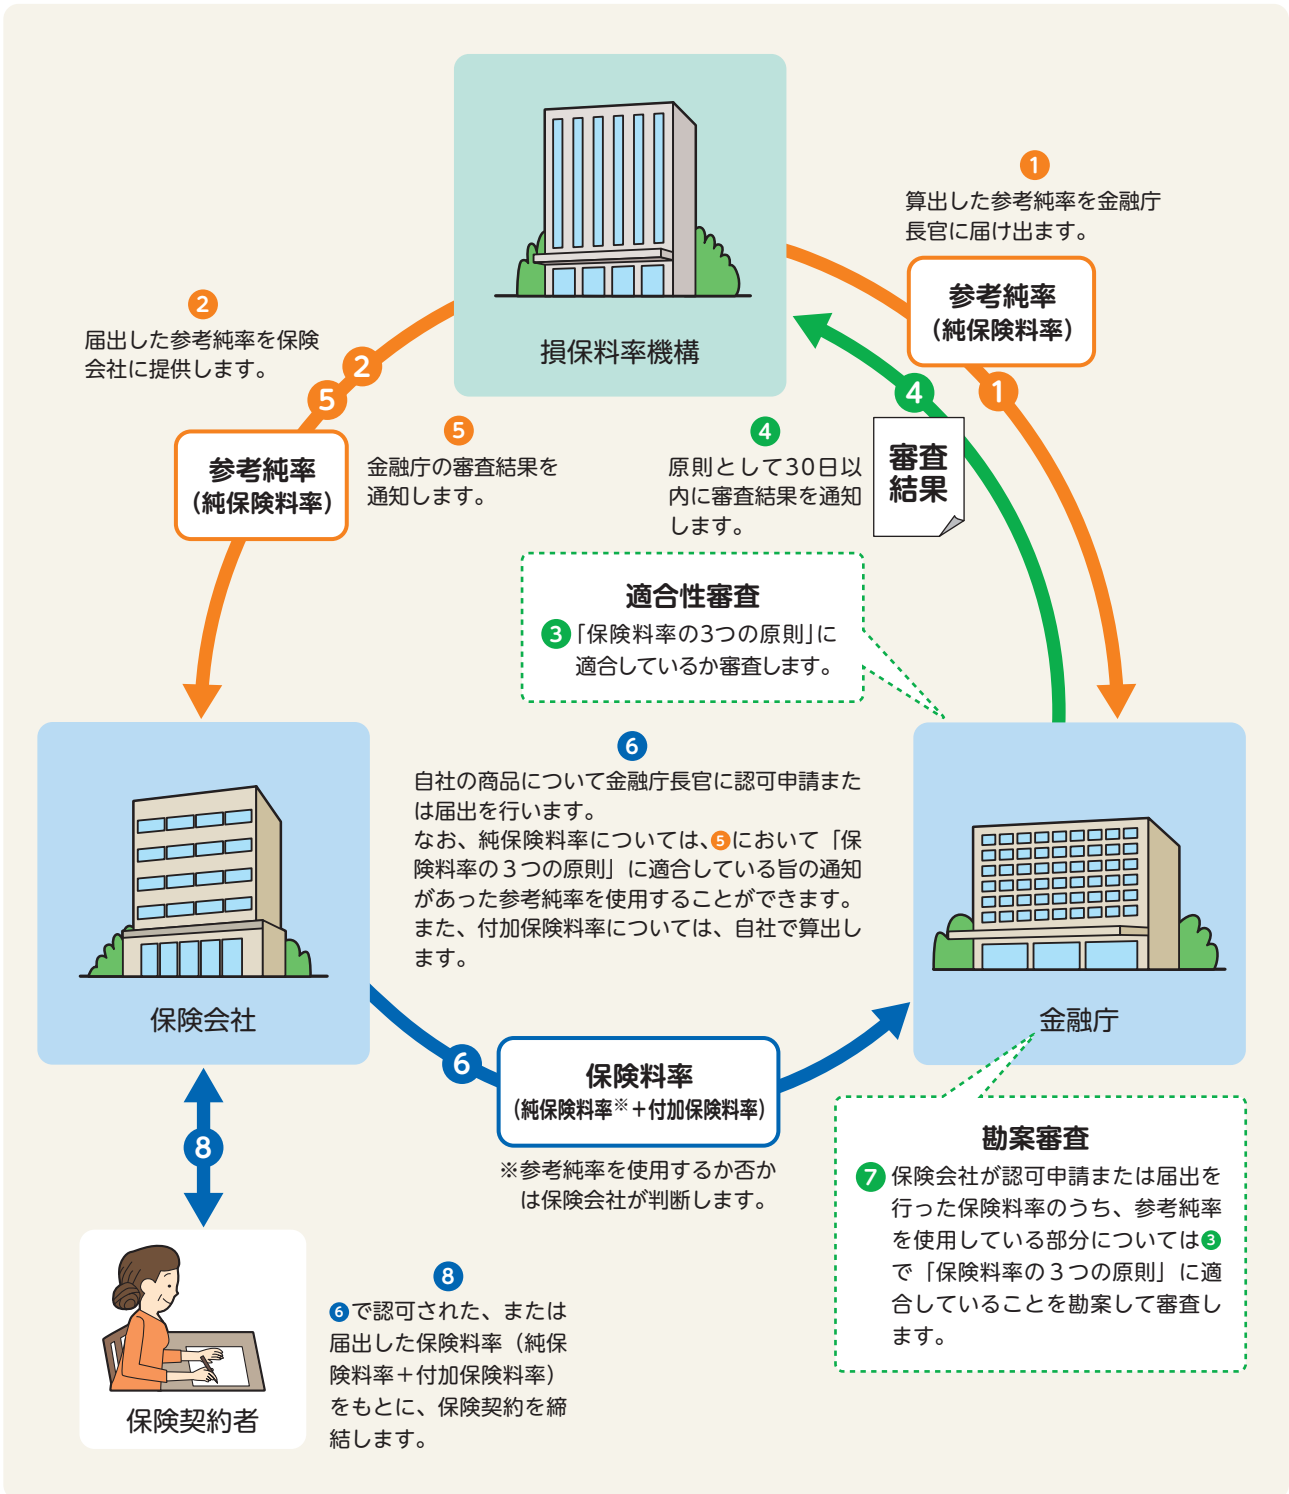 損保料率機構
1
算出した参考純率を金融庁
長官に届け出ます。
参考純率
(純保険料率)
1
2
届出した参考純率を保険
会社に提供します。
2
5
参考純率
(純保険料率)
5
金融庁の審査結果を
通知します。
4
原則として30日以
内に審査結果を通知
します。
4
審査
結果
適合性審査
3「保険料率の3つの原則」に
適合しているか審査します。
6
自社の商品について金融庁長官に認可申請また
は届出を行います。
なお、純保険料率については、5において「保
険料率の3つの原則」に適合している旨の通知
があった参考純率を使用することができます。
また、付加保険料率については、自社で算出し
ます。
保険会社
金融庁
6
保険料率
(純保険料率※+付加保険料率)
※参考純率を使用するか否か
は保険会社が判断します。
勘案審査
7 保険会社が認可申請または届出を
行った保険料率のうち、参考純率
を使用している部分については3
で「保険料率の3つの原則」に適
合していることを勘案して審査し
ます。
8
保険契約者
8
6で認可された、または
届出した保険料率(純保
険料率+付加保険料率)
をもとに、保険契約を締
結します。